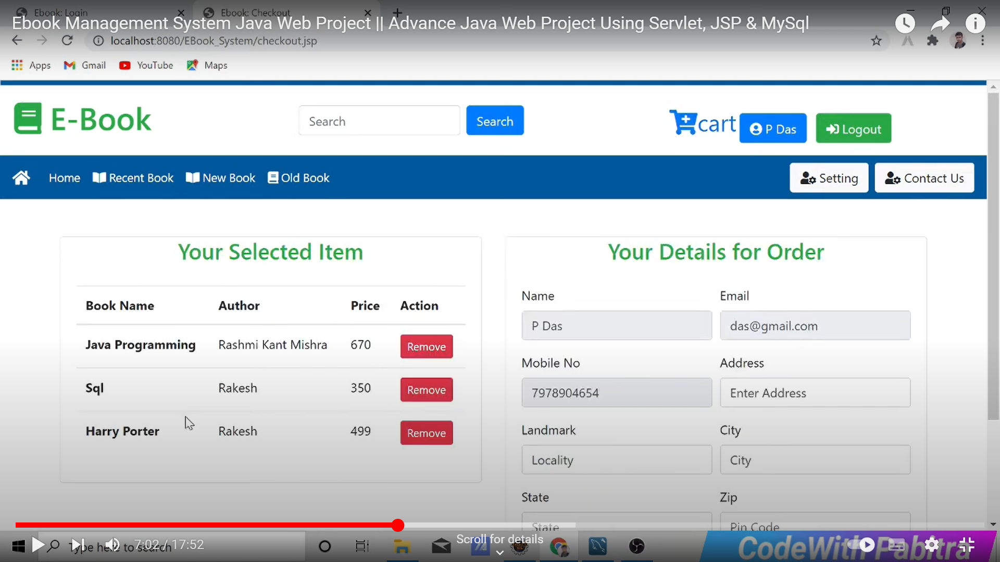 Ebook: Login
Ebook: Checkout
Ebook Management System Java Web Project || Advance Java Web Project Using Servlet, JSP & MySql
localhost:8080/EBook_System/checkout.jsp
Apps Gmail YouTube Maps
E-Book
Search
Search
cart
P Das
Logout
Home Recent Book New Book Old Book
Setting
Contact Us
Your Selected Item
Book Name Author Price Action
Java Programming Rashmi Kant Mishra 670 Remove
Sql Rakesh 350 Remove
Harry Porter Rakesh 499 Remove
Your Details for Order
Name Email
P Das das@gmail.com
Mobile No Address
7978904654 Enter Address
Landmark City
Locality City
State Zip
State Pin Code
Scroll for details
Type here to search
7:02 / 17:52
CodeWith Pabitra